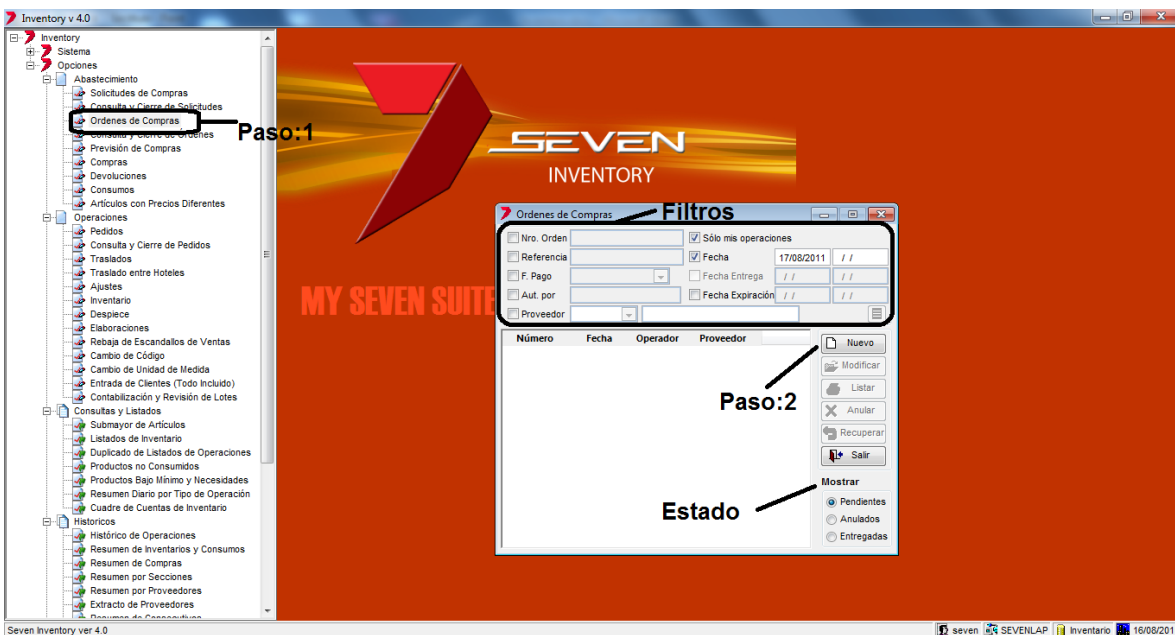 Inventory v 4.0
Inventory
Sistema
Opciones
Abastecimiento
Solicitudes de Compras
Consulta y Cierre de Solicitudes
Ordenes de Compras
Consulta y Cierre de Ordenes
Previsión de Compras
Compras
Devoluciones
Consumos
Artículos con Precios Diferentes
Operaciones
Pedidos
Consulta y Cierre de Pedidos
Traslados
Traslado entre Hoteles
Ajustes
Inventario
Despiece
Elaboraciones
Rebaja de Escandallos de Ventas
Cambio de Código
Cambio de Unidad de Medida
Entrada de Clientes (Todo Incluido)
Contabilización y Revisión de Lotes
Consultas y Listados
Submayor de Artículos
Listados de Inventario
Duplicado de Listados de Operaciones
Productos no Consumidos
Productos Bajo Mínimo y Necesidades
Resumen Diario por Tipo de Operación
Cuadre de Cuentas de Inventario
Historicos
Histórico de Operaciones
Resumen de Inventarios y Consumos
Resumen de Compras
Resumen por Secciones
Resumen por Proveedores
Extracto de Proveedores
Paso:1
SEVEN
INVENTORY
MY SEVEN SUITE
Ordenes de Compras
Filtros
Nro. Orden
Sólo mis operaciones
Referencia
Fecha 17/08/2011 / /
F. Pago
Fecha Entrega / / / /
Aut. por
Fecha Expiración / / / /
Proveedor
Número Fecha Operador Proveedor
Nuevo
Modificar
Paso:2
Listar
Anular
Recuperar
Salir
Mostrar
Estado
Pendientes
Anulados
Entregadas
Seven Inventory ver 4.0
seven SEVENLAP Inventario 16/08/201